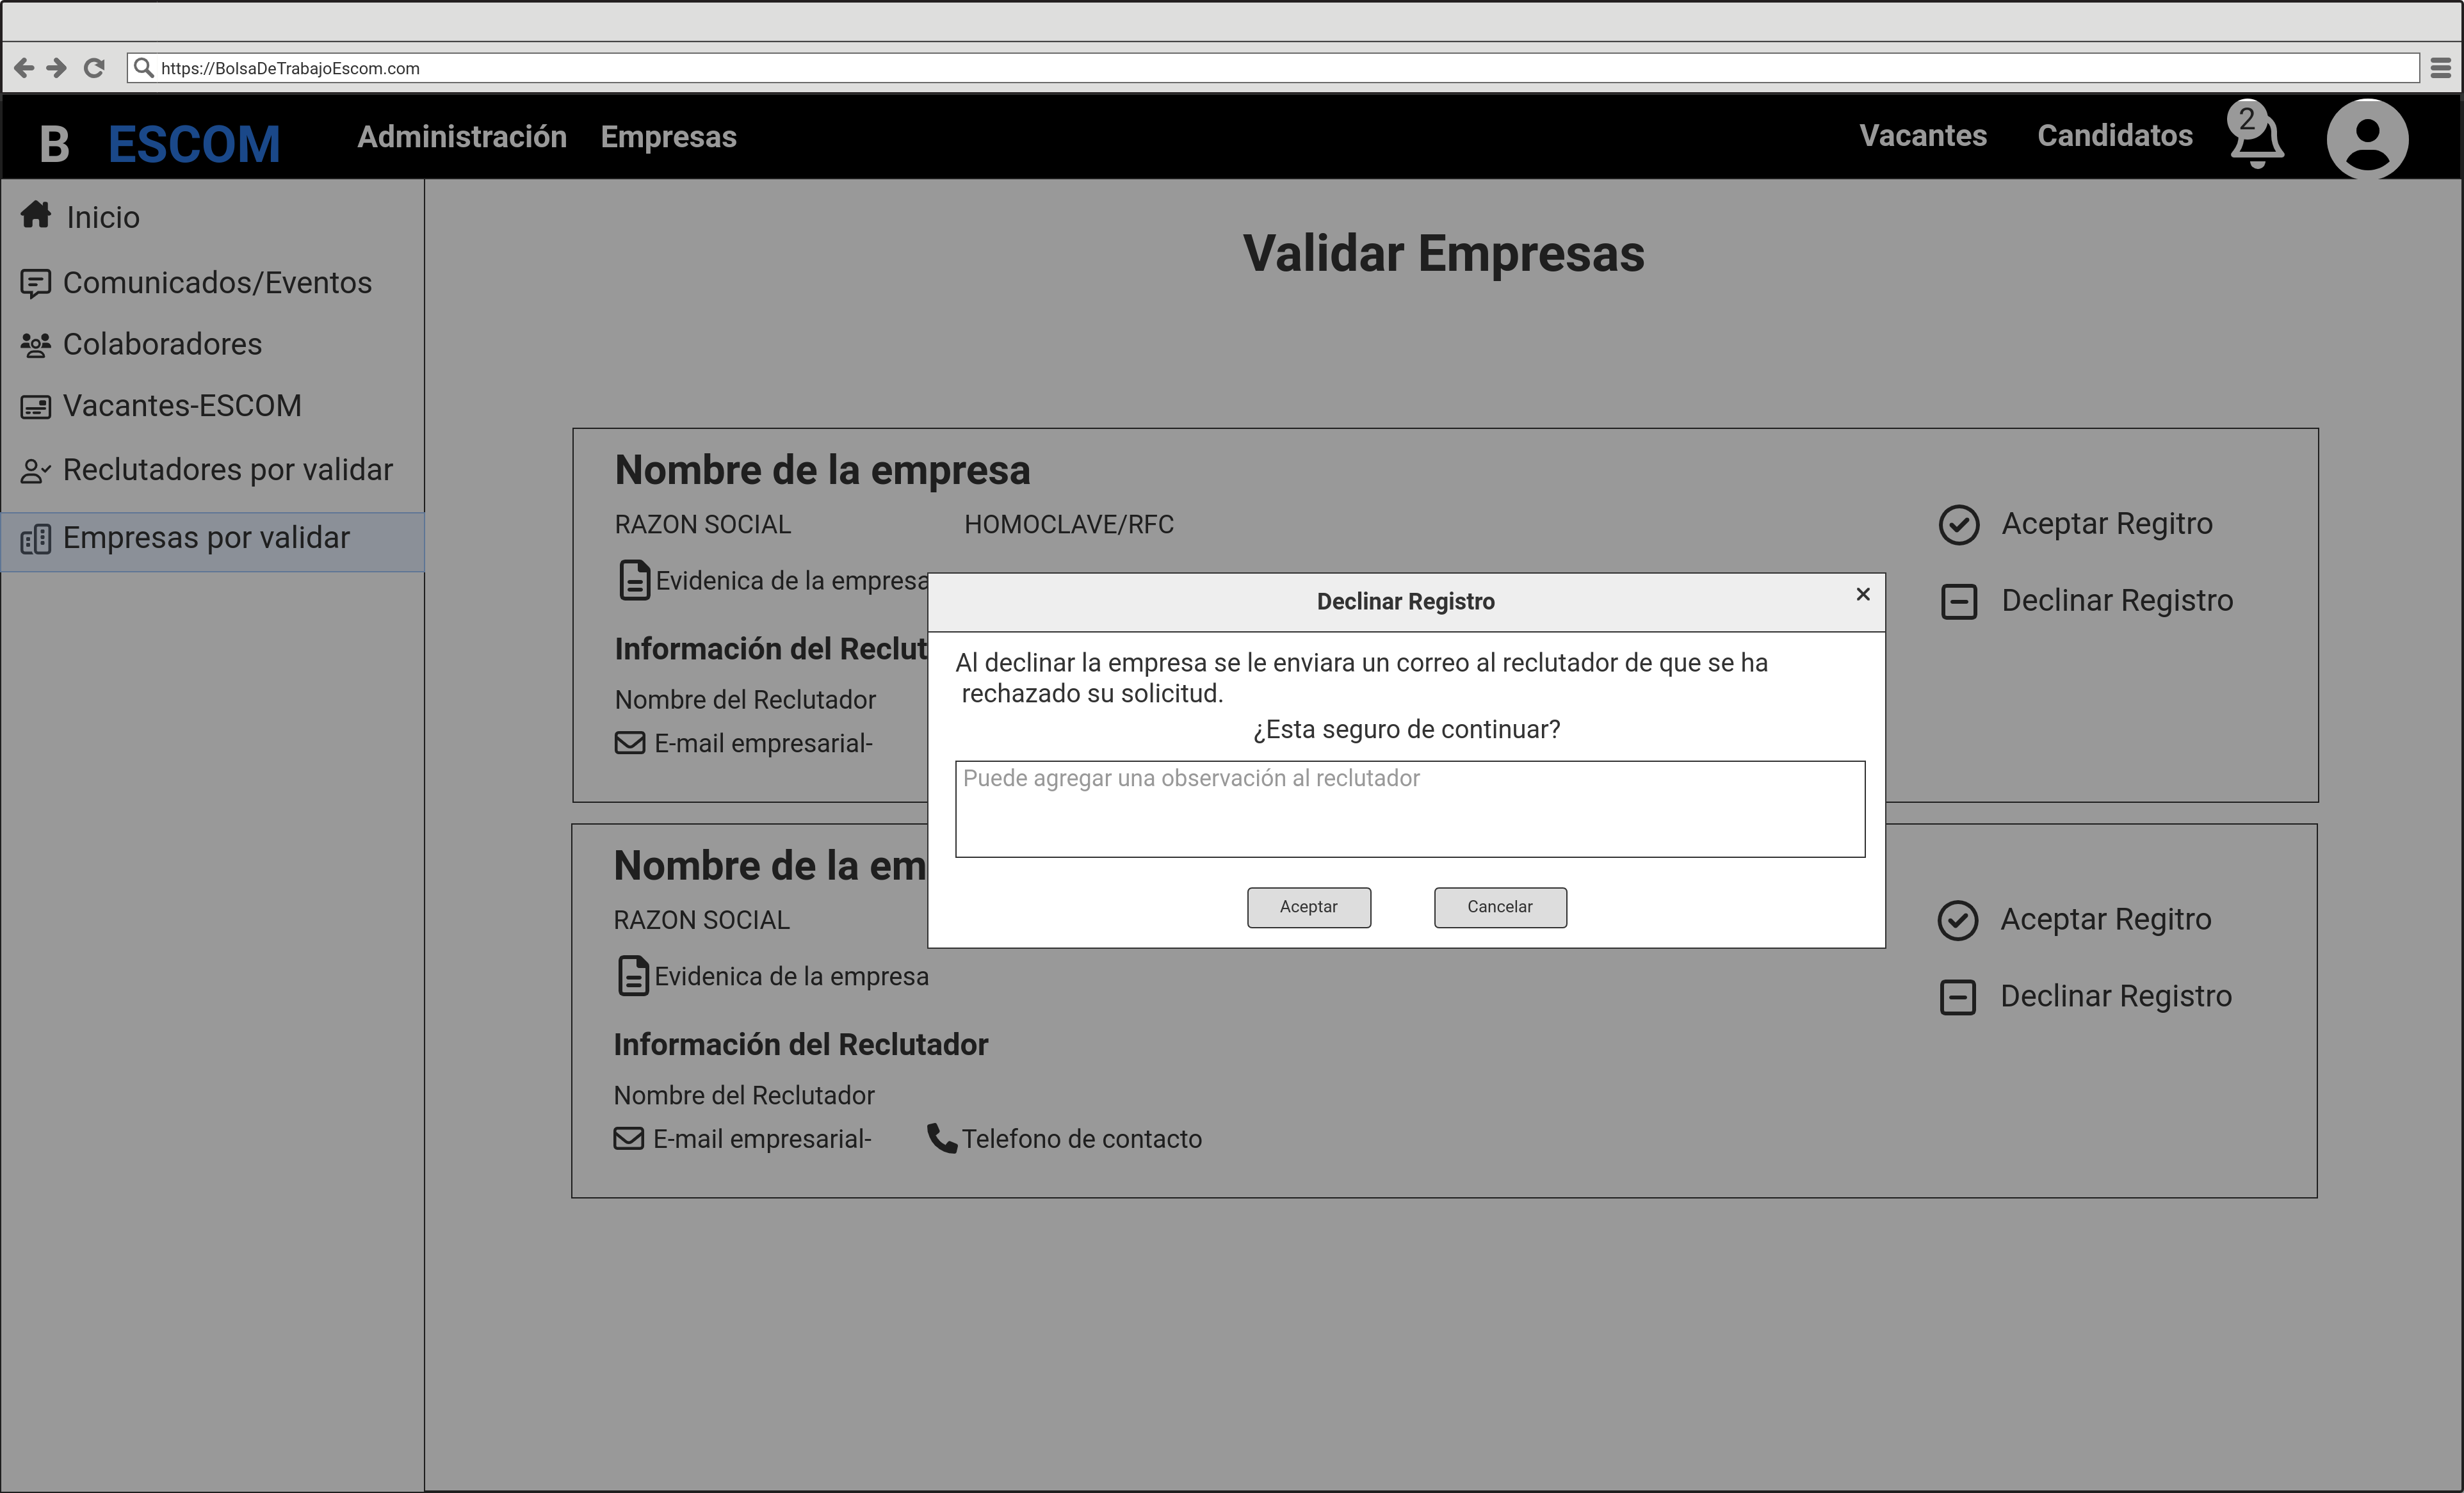 https://BolsaDeTrabajoEscom.com
B ESCOM Administración Empresas Vacantes Candidatos 2
Inicio
Comunicados/Eventos
Colaboradores
Vacantes-ESCOM
Reclutadores por validar
Empresas por validar
Validar Empresas
Nombre de la empresa
RAZON SOCIAL HOMOCLAVE/RFC
Evidenica de la empresa
Información del Reclut
Nombre del Reclutador
E-mail empresarial-
Aceptar Regitro
Declinar Registro
Declinar Registro
Al declinar la empresa se le enviara un correo al reclutador de que se ha
rechazado su solicitud.
¿Esta seguro de continuar?
Puede agregar una observación al reclutador
Aceptar Cancelar
Nombre de la em
RAZON SOCIAL
Evidenica de la empresa
Información del Reclutador
Nombre del Reclutador
E-mail empresarial- Telefono de contacto
Aceptar Regitro
Declinar Registro